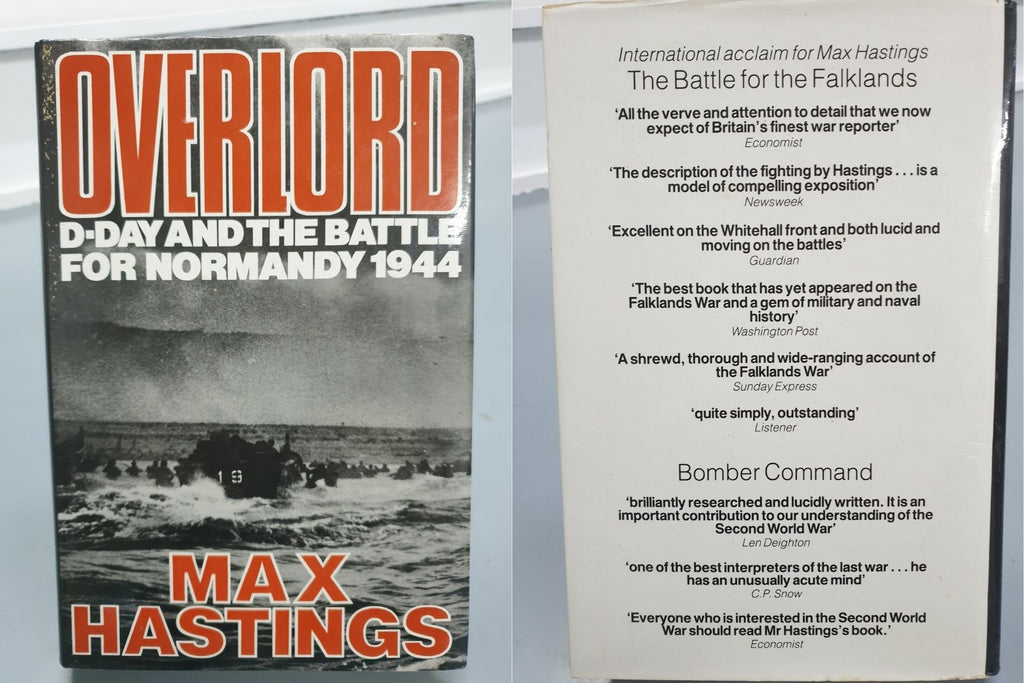 OVERLORD
D-DAY AND THE BATTLE
FOR NORMANDY 1944
19
MAX
HASTINGS
International acclaim for Max Hastings
The Battle for the Falklands
‘All the verve and attention to detail that we now
expect of Britain’s finest war reporter’
Economist
‘The description of the fighting by Hastings . . . is a
model of compelling exposition’
Newsweek
‘Excellent on the Whitehall front and both lucid and
moving on the battles’
Guardian
‘The best book that has yet appeared on the
Falklands War and a gem of military and naval
history’
Washington Post
‘A shrewd, thorough and wide-ranging account of
the Falklands War’
Sunday Express
‘quite simply, outstanding’
Listener
Bomber Command
‘brilliantly researched and lucidly written. It is an
important contribution to our understanding of the
Second World War’
Len Deighton
‘one of the best interpreters of the last war . . . he
has an unusually acute mind’
C.P. Snow
‘Everyone who is interested in the Second World
War should read Mr Hastings’s book.’
Economist